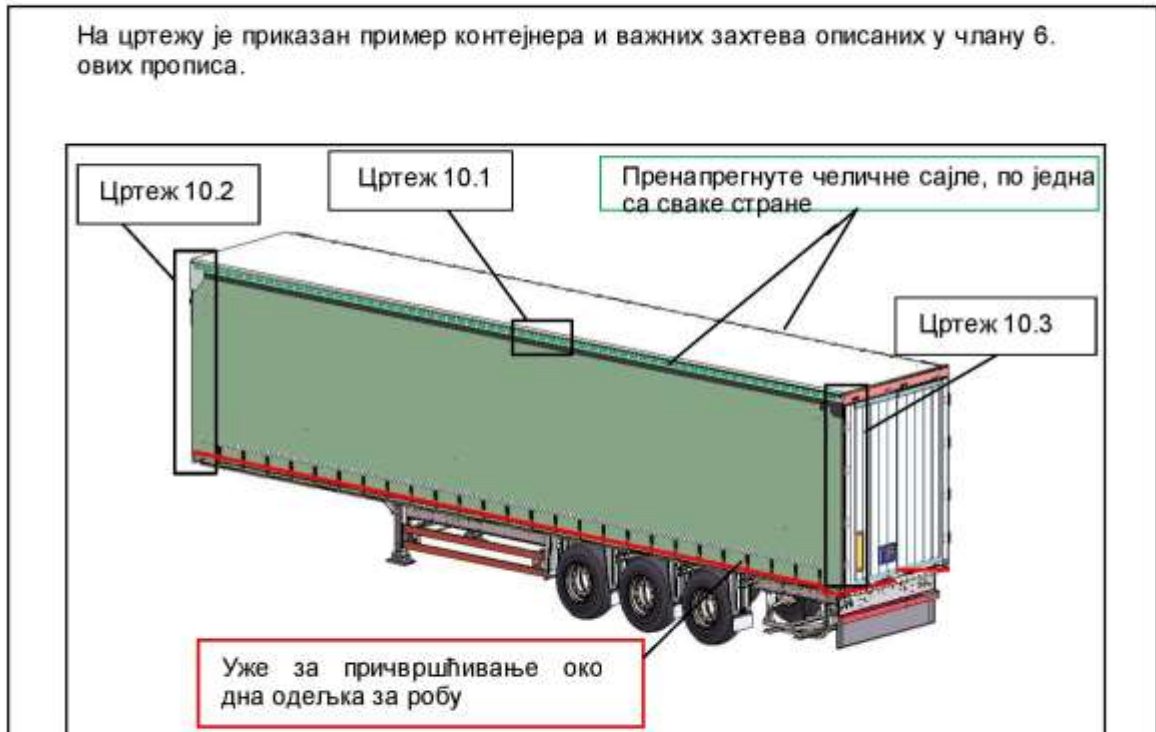 На цртежу је приказан пример контејнера и важних захтева описаних у члану 6.
ових прописа.
Цртеж 10.2
Цртеж 10.1
Пренапрегнуте челичне сајле, по једна
са сваке стране
Цртеж 10.3
Уже за причвршћивање око
дна одељка за робу